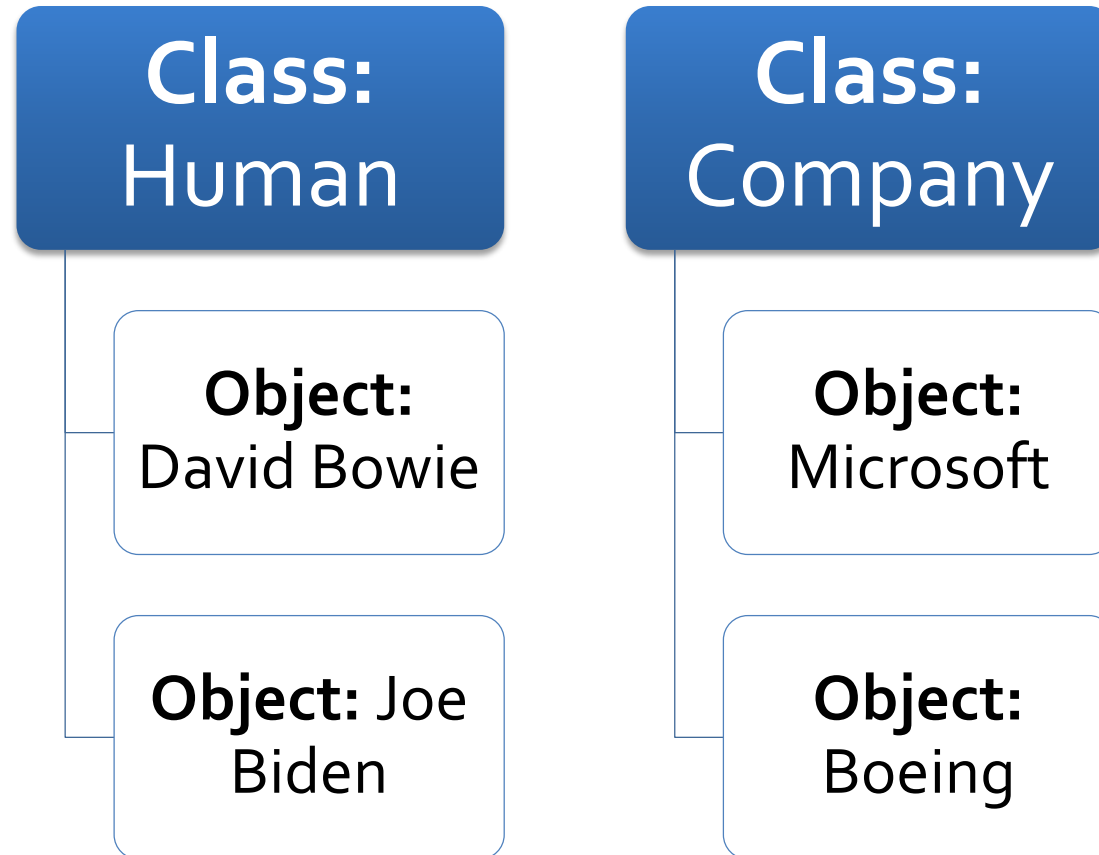 Class:
Human
Object:
David Bowie
Object: Joe
Biden
Class:
Company
Object:
Microsoft
Object:
Boeing